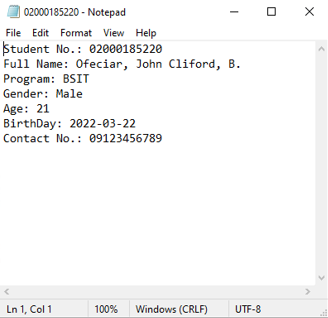 02000185220 - Notepad
File Edit Format View Help
Student No.: 02000185220
Full Name: Ofeciar, John Cliford, B.
Program: BSIT
Gender: Male
Age: 21
BirthDay: 2022-03-22
Contact No.: 09123456789
Ln 1, Col 1 100% Windows (CRLF) UTF-8